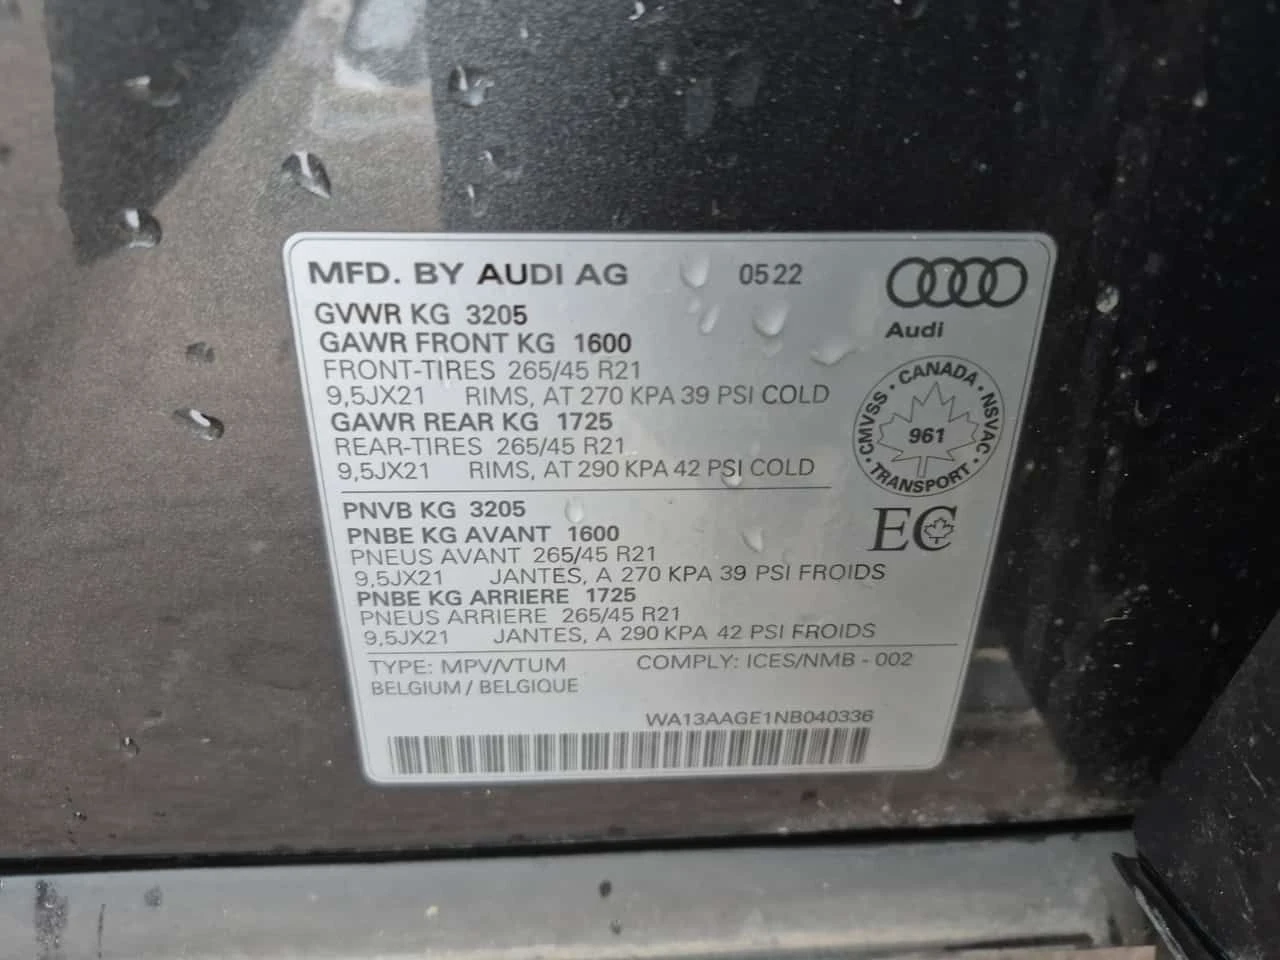 MFD. BY AUDI AG 0522
Audi
GVWR KG 3205
GAWR FRONT KG 1600
FRONT-TIRES 265/45 R21
9,5JX21 RIMS, AT 270 KPA 39 PSI COLD
GAWR REAR KG 1725
REAR-TIRES 265/45 R21
9,5JX21 RIMS, AT 290 KPA 42 PSI COLD
· CANADA · NSVAC · TRANSPORT · CMVSS
961
PNVB KG 3205
PNBE KG AVANT 1600
PNEUS AVANT 265/45 R21
9,5JX21 JANTES, A 270 KPA 39 PSI FROIDS
PNBE KG ARRIERE 1725
PNEUS ARRIERE 265/45 R21
9,5JX21 JANTES, A 290 KPA 42 PSI FROIDS
EC
TYPE: MPV/VTUM COMPLY: ICES/NMB - 002
BELGIUM / BELGIQUE
WA13AAGE1NB040336